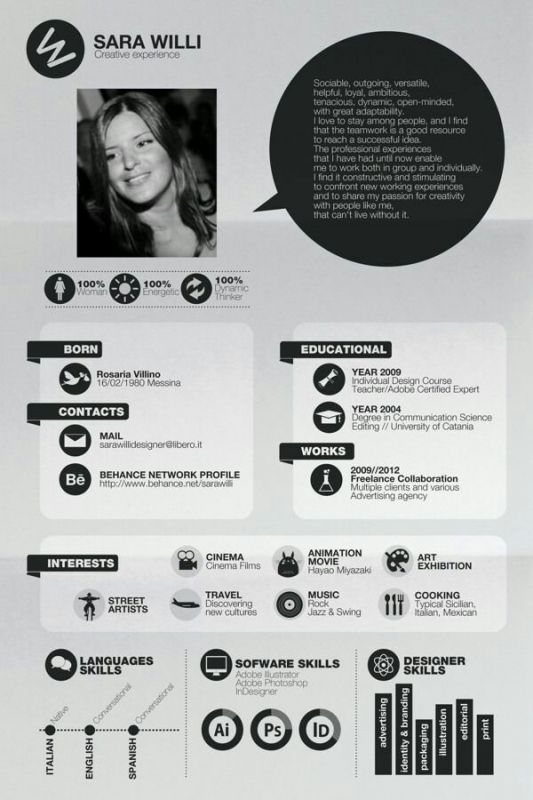 SARA WILLI
Creative experience
Sociable, outgoing, versatile,
helpful, loyal, ambitious,
tenacious, dynamic, open-minded,
with great adaptability.
I love to stay among people, and I find
that the teamwork is a good resource
to reach a successful idea.
The professional experiences
that I have had until now enable
me to work both in group and individually.
I find it constructive and stimulating
to confront new working experiences
and to share my passion for creativity
with people like me,
that can't live without it.
100%
Woman
100%
Energetic
100%
Dynamic
Thinker
BORN
Rosaria Villino
16/02/1980 Messina
CONTACTS
MAIL
sarawillidesigner@libero.it
Bē
BEHANCE NETWORK PROFILE
http://www.behance.net/sarawilli
EDUCATIONAL
YEAR 2009
Individual Design Course
Teacher/Adobe Certified Expert
YEAR 2004
Degree in Communication Science
Editing // University of Catania
WORKS
2009//2012
Freelance Collaboration
Multiple clients and various
Advertising agency
INTERESTS
CINEMA
Cinema Films
ANIMATION
MOVIE
Hayao Miyazaki
ART
EXHIBITION
STREET
ARTISTS
TRAVEL
Discovering
new cultures
MUSIC
Rock
Jazz & Swing
COOKING
Typical Sicilian,
Italian, Mexican
LANGUAGES
SKILLS
Native
Conversational
Conversational
ITALIAN
ENGLISH
SPANISH
SOFWARE SKILLS
Adobe Illustrator
Adobe Photoshop
InDesigner
Ai
Ps
ID
DESIGNER
SKILLS
advertising
identity & branding
packaging
illustration
editorial
print